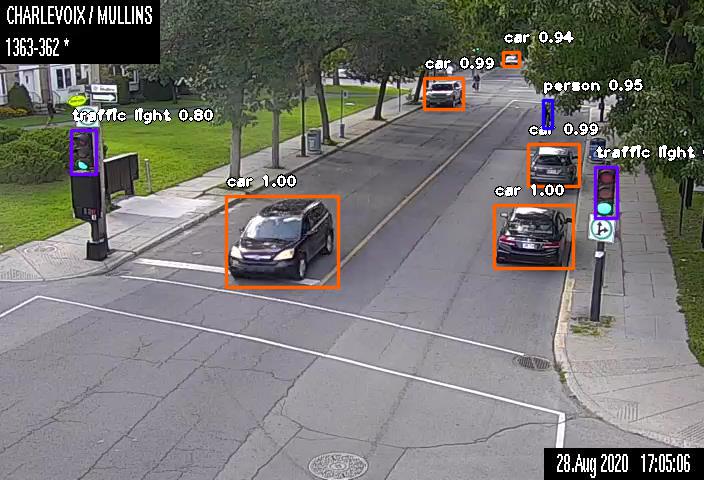 CHARLEVOIX / MULLINS
1363-362 *
car 0.94
car 0.99
person 0.95
traffic light 0.80
car 0.99
traffic light
car 1.00
car 1.00
28.Aug 2020 17:05:06